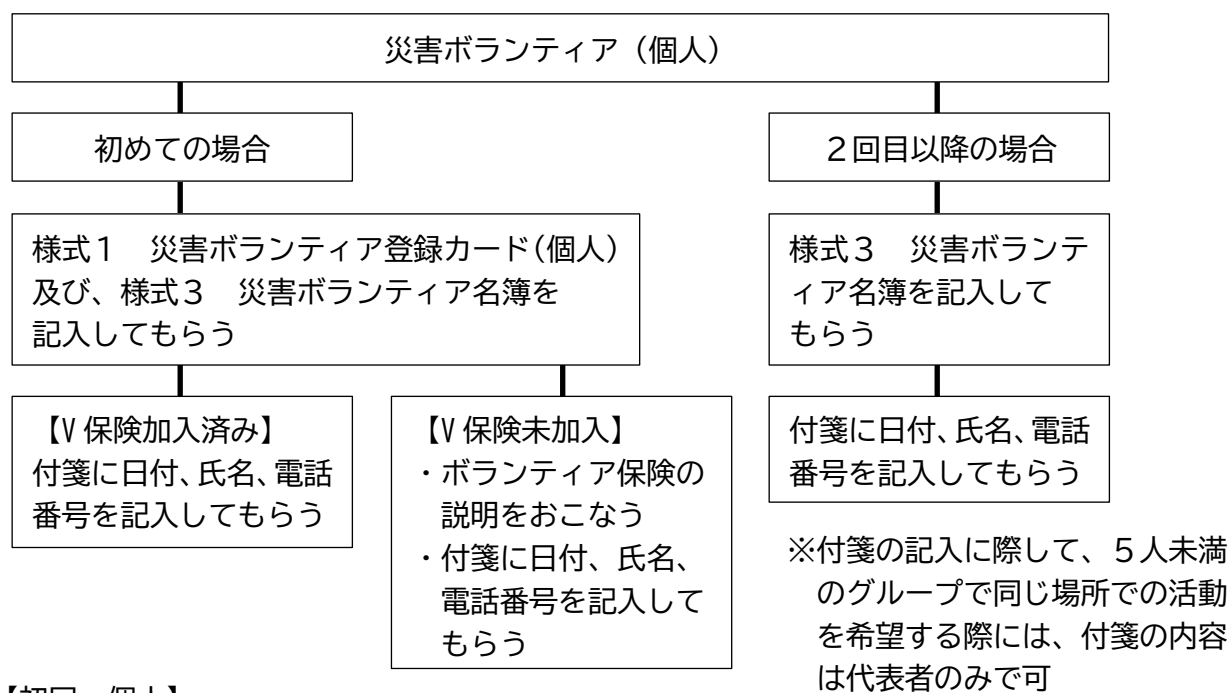 災害ボランティア（個人）
初めての場合
２回目以降の場合
様式１　災害ボランティア登録カード（個人）
及び、様式３　災害ボランティア名簿を
記入してもらう
様式３　災害ボランテ
ィア名簿を記入して
もらう
【V保険加入済み】
付箋に日付、氏名、電話
番号を記入してもらう
【V保険未加入】
・ボランティア保険の
説明をおこなう
・付箋に日付、氏名、
電話番号を記入して
もらう
付箋に日付、氏名、電話
番号を記入してもらう
※付箋の記入に際して、５人未満
のグループで同じ場所での活動
を希望する際には、付箋の内容
は代表者のみで可